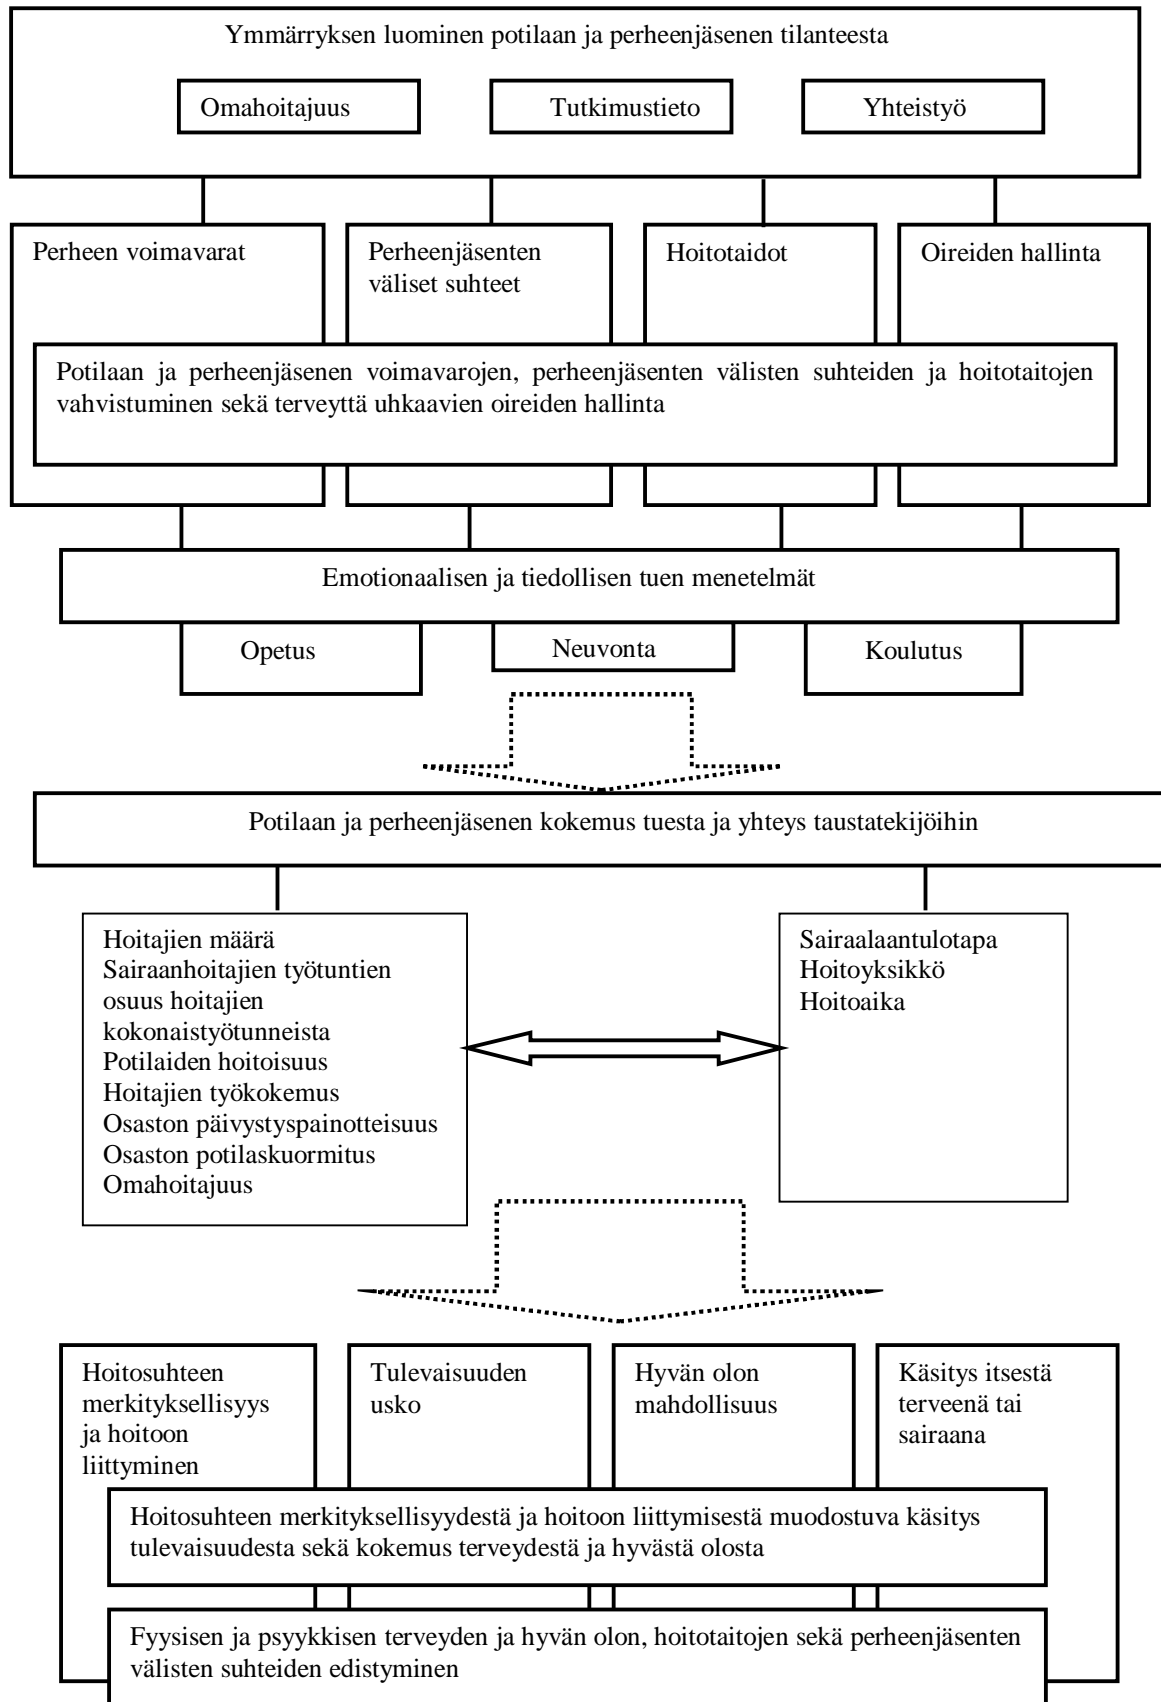 Ymmärryksen luominen potilaan ja perheenjäsenen tilanteesta
Omahoitajuus
Tutkimustieto
Yhteistyö
Perheen voimavarat
Perheenjäsenten
väliset suhteet
Hoitotaidot
Oireiden hallinta
Potilaan ja perheenjäsenen voimavarojen, perheenjäsenten välisten suhteiden ja hoitotaitojen
vahvistuminen sekä terveyttä uhkaavien oireiden hallinta
Emotionaalisen ja tiedollisen tuen menetelmät
Opetus
Neuvonta
Koulutus
Potilaan ja perheenjäsenen kokemus tuesta ja yhteys taustatekijöihin
Hoitajien määrä
Sairaanhoitajien työtuntien
osuus hoitajien
kokonaistyötunneista
Potilaiden hoitoisuus
Hoitajien työkokemus
Osaston päivystyspainotteisuus
Osaston potilaskuormitus
Omahoitajuus
Sairaalaantulotapa
Hoitoyksikkö
Hoitoaika
Hoitosuhteen
merkityksellisyys
ja hoitoon
liittyminen
Tulevaisuuden
usko
Hyvän olon
mahdollisuus
Käsitys itsestä
terveenä tai
sairaana
Hoitosuhteen merkityksellisyydestä ja hoitoon liittymisestä muodostuva käsitys
tulevaisuudesta sekä kokemus terveydestä ja hyvästä olosta
Fyysisen ja psyykkisen terveyden ja hyvän olon, hoitotaitojen sekä perheenjäsenten
välisten suhteiden edistyminen